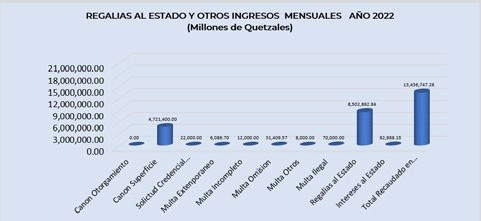 REGALIAS AL ESTADO Y OTROS INGRESOS MENSUALES AÑO 2022
(Millones de Quetzales)
21,000,000.00
18,000,000.00
15,000,000.00
12,000,000.00
9,000,000.00
6,000,000.00
3,000,000.00
0.00
0.00
4,721,400.00
22,000.00
6,086.70
12,000.00
31,409.57
8,000.00
70,000.00
8,502,862.84
62,988.15
13,436,747.26
Canon Otorgamiento
Canon Superficie
Solictud Credencial...
Multa Extemporaneo
Multa Incompleto
Multa Omision
Multa Otros
Multa Ilegal
Regalias al Estado
Intereses al Estado
Total Recaudado en...